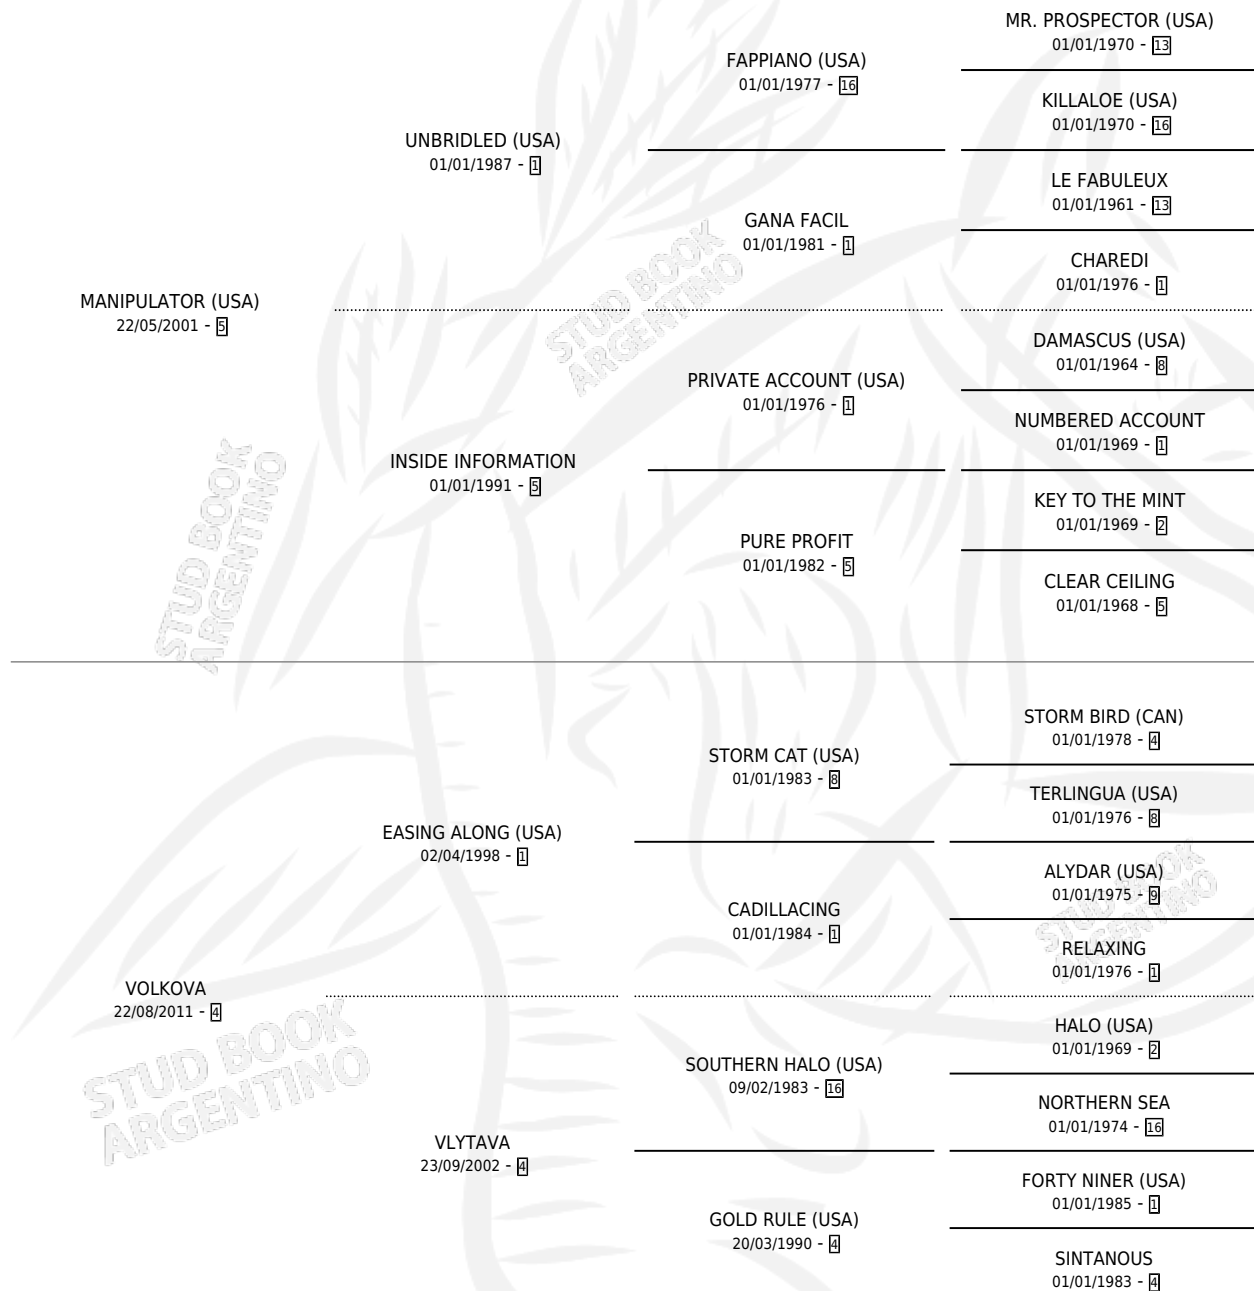 MR. PROSPECTOR (USA)
01/01/1970 - 13
FAPPIANO (USA)
01/01/1977 - 16
KILLALOE (USA)
01/01/1970 - 16
UNBRIDLED (USA)
01/01/1987 - 1
LE FABULEUX
01/01/1961 - 13
GANA FACIL
01/01/1981 - 1
CHAREDI
01/01/1976 - 1
MANIPULATOR (USA)
22/05/2001 - 5
DAMASCUS (USA)
01/01/1964 - 8
PRIVATE ACCOUNT (USA)
01/01/1976 - 1
NUMBERED ACCOUNT
01/01/1969 - 1
INSIDE INFORMATION
01/01/1991 - 5
KEY TO THE MINT
01/01/1969 - 2
PURE PROFIT
01/01/1982 - 5
CLEAR CEILING
01/01/1968 - 5
STORM BIRD (CAN)
01/01/1978 - 4
STORM CAT (USA)
01/01/1983 - 8
TERLINGUA (USA)
01/01/1976 - 8
EASING ALONG (USA)
02/04/1998 - 1
ALYDAR (USA)
01/01/1975 - 9
CADILLACING
01/01/1984 - 1
RELAXING
01/01/1976 - 1
VOLKOVA
22/08/2011 - 4
HALO (USA)
01/01/1969 - 2
SOUTHERN HALO (USA)
09/02/1983 - 16
NORTHERN SEA
01/01/1974 - 16
VLYTAVA
23/09/2002 - 4
FORTY NINER (USA)
01/01/1985 - 1
GOLD RULE (USA)
20/03/1990 - 4
SINTANOUS
01/01/1983 - 4
STUD BOOK
ARGENTINO
STUD BOOK
ARGENTINO
STUD BOOK
ARGENTINO
STUD BOOK
ARGENTINO